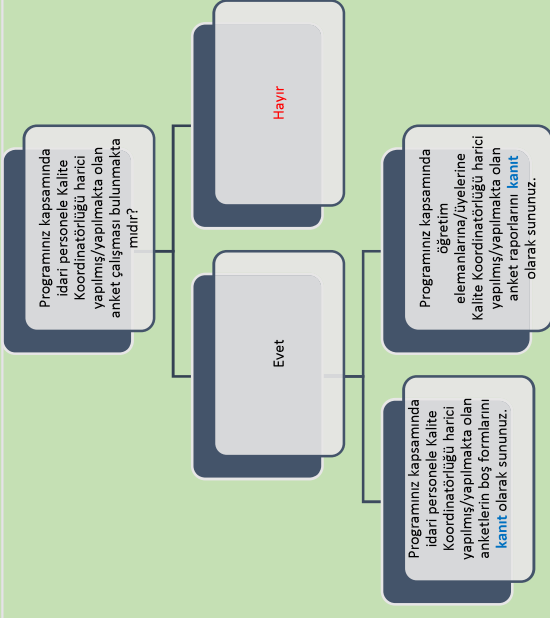 Programınız kapsamında
idari personele Kalite
Koordinatörlüğü harici
yapılmış/yapılmakta olan
anket çalışması bulunmakta
mıdır?
Evet
Hayır
Programınız kapsamında
idari personele Kalite
Koordinatörlüğü harici
yapılmış/yapılmakta olan
anketlerin boş formlarını
kanıt olarak sununuz.
Programınız kapsamında
öğretim
elemanlarına/üyelerine
Kalite Koordinatörlüğü harici
yapılmış/yapılmakta olan
anket raporlarını kanıt
olarak sununuz.